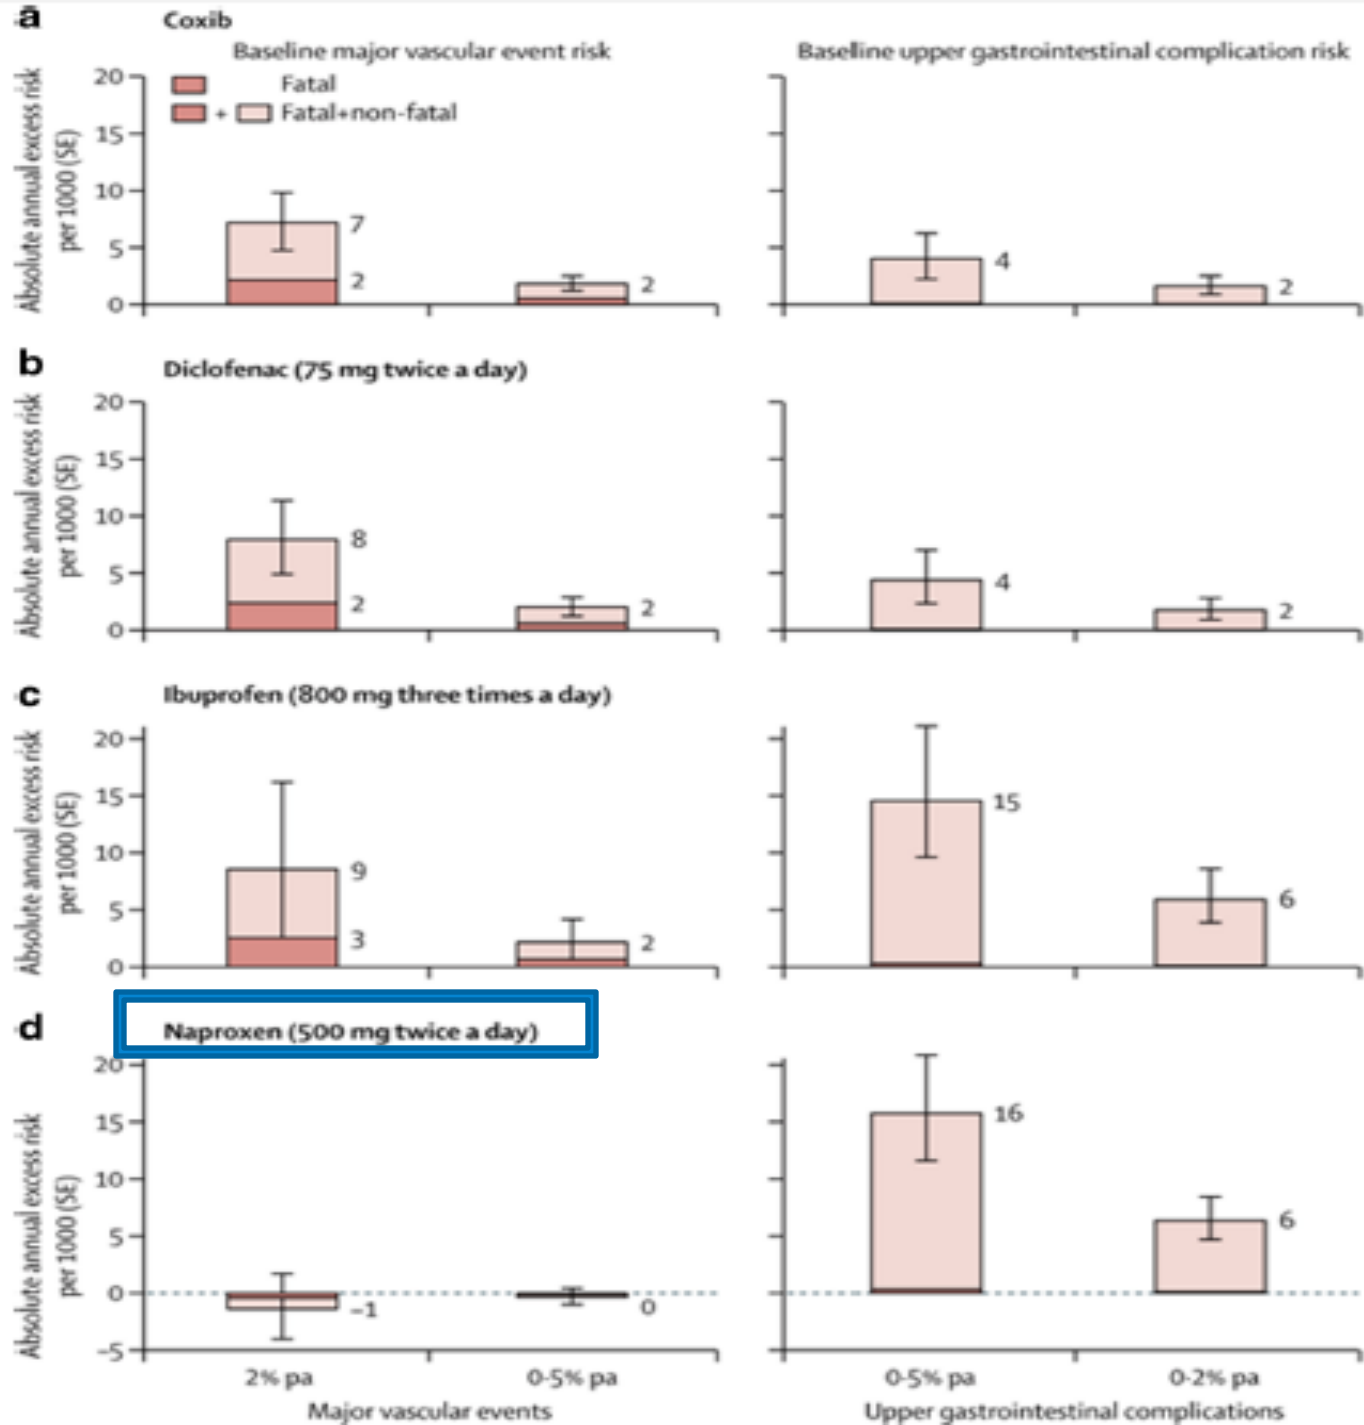 a Coxib
Baseline major vascular event risk
Baseline upper gastrointestinal complication risk
Fatal
+ Fatal+non-fatal
Absolute annual excess risk
per 1000 (SE)
20
15
10
5
0
7
2
2
4
2
b Diclofenac (75 mg twice a day)
Absolute annual excess risk
per 1000 (SE)
20
15
10
5
0
8
2
2
4
2
c Ibuprofen (800 mg three times a day)
Absolute annual excess risk
per 1000 (SE)
20
15
10
5
0
9
3
2
15
6
d Naproxen (500 mg twice a day)
Absolute annual excess risk
per 1000 (SE)
20
15
10
5
0
-5
-1
0
16
6
2% pa
0·5% pa
0·5% pa
0·2% pa
Major vascular events
Upper gastrointestinal complications